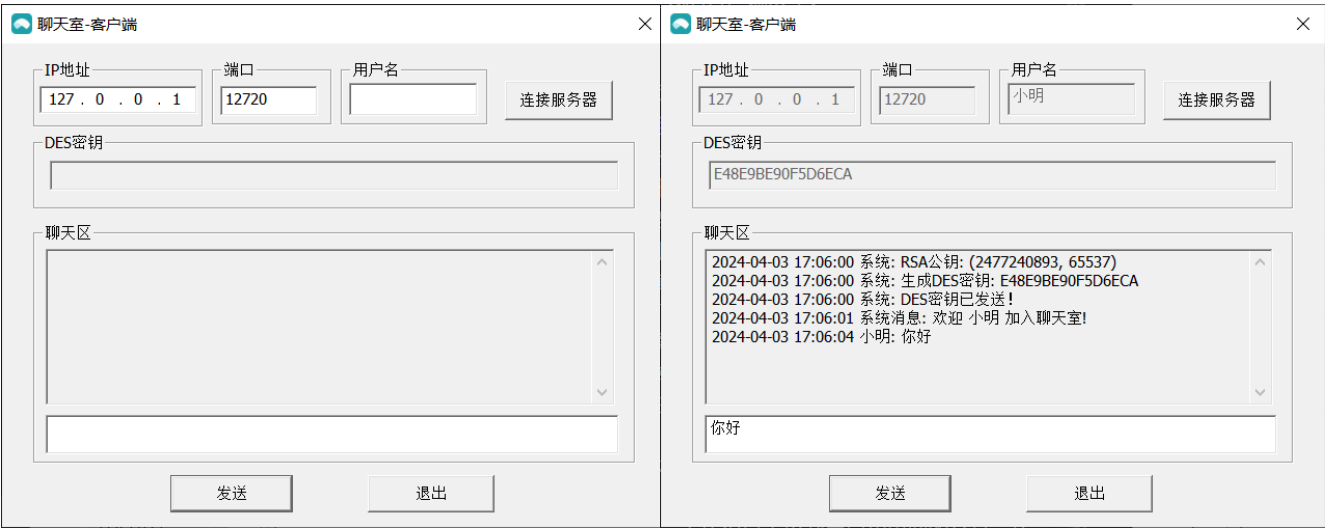 聊天室-客户端
IP地址
端口
用户名
127 . 0 . 0 . 1
12720
连接服务器
DES密钥
聊天区
发送
退出
聊天室-客户端
IP地址
端口
用户名
127 . 0 . 0 . 1
12720
小明
连接服务器
DES密钥
E48E9BE90F5D6ECA
聊天区
2024-04-03 17:06:00 系统: RSA公钥: (2477240893, 65537)
2024-04-03 17:06:00 系统: 生成DES密钥: E48E9BE90F5D6ECA
2024-04-03 17:06:00 系统: DES密钥已发送!
2024-04-03 17:06:01 系统消息: 欢迎 小明 加入聊天室!
2024-04-03 17:06:04 小明: 你好
你好
发送
退出